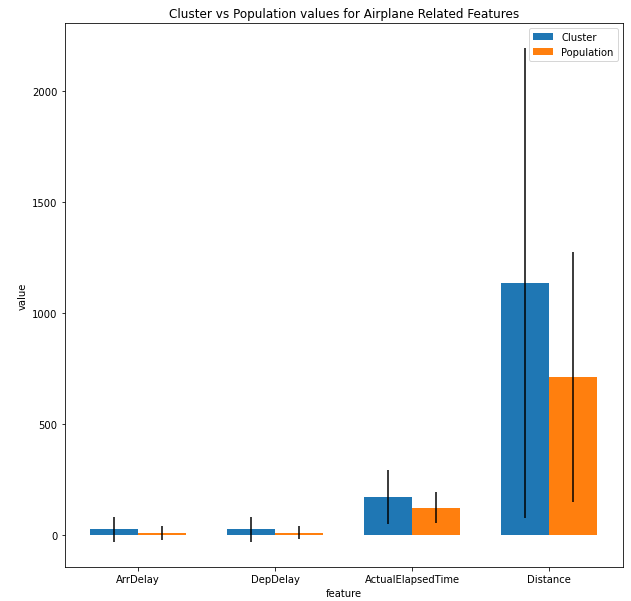 Cluster vs Population values for Airplane Related Features
Cluster
Population
2000
1500
1000
500
0
value
ArrDelay
DepDelay
ActualElapsedTime
Distance
feature